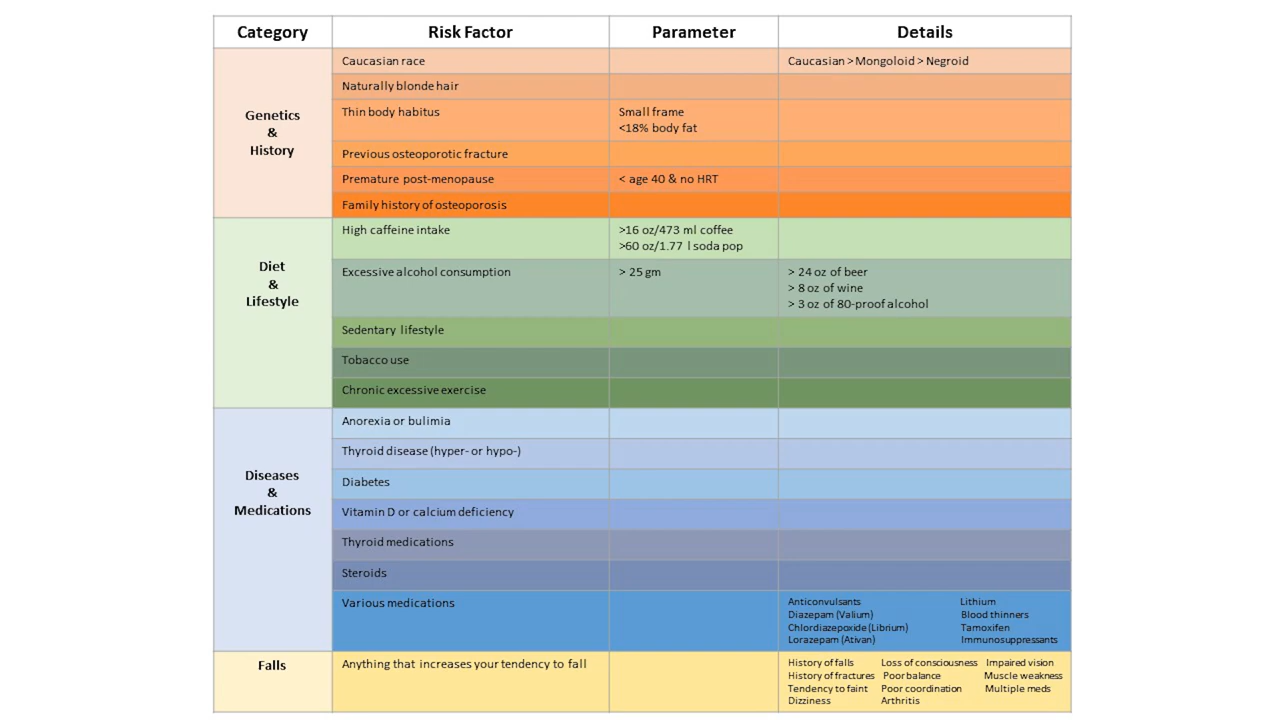 Category Risk Factor Parameter Details
Genetics
&
History
Caucasian race Caucasian > Mongoloid > Negroid
Naturally blonde hair
Thin body habitus Small frame
<18% body fat
Previous osteoporotic fracture
Premature post-menopause < age 40 & no HRT
Family history of osteoporosis
Diet
&
Lifestyle
High caffeine intake >16 oz/473 ml coffee
>60 oz/1.77 l soda pop
Excessive alcohol consumption > 25 gm > 24 oz of beer
> 8 oz of wine
> 3 oz of 80-proof alcohol
Sedentary lifestyle
Tobacco use
Chronic excessive exercise
Diseases
&
Medications
Anorexia or bulimia
Thyroid disease (hyper- or hypo-)
Diabetes
Vitamin D or calcium deficiency
Thyroid medications
Steroids
Various medications Anticonvulsants Lithium
Diazepam (Valium) Blood thinners
Chlordiazepoxide (Librium) Tamoxifen
Lorazepam (Ativan) Immunosuppressants
Falls Anything that increases your tendency to fall History of falls Loss of consciousness Impaired vision
History of fractures Poor balance Muscle weakness
Tendency to faint Poor coordination Multiple meds
Dizziness Arthritis